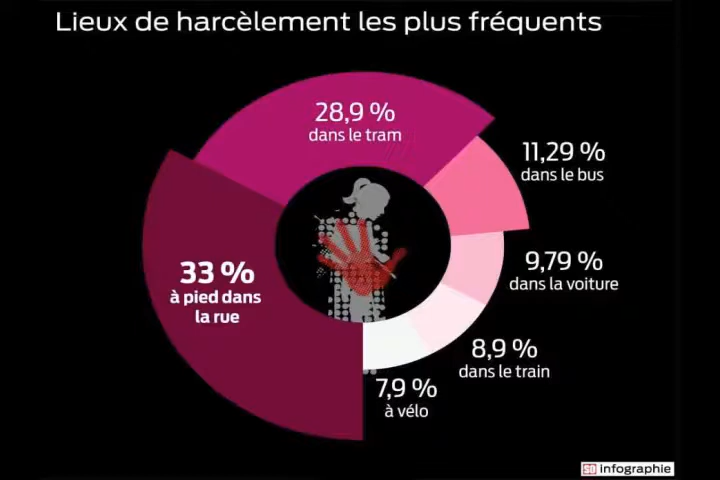 Lieux de harcèlement les plus fréquents
28,9 %
dans le tram
11,29 %
dans le bus
9,79 %
dans la voiture
8,9 %
dans le train
7,9 %
à vélo
33 %
à pied dans
la rue
SO infographie